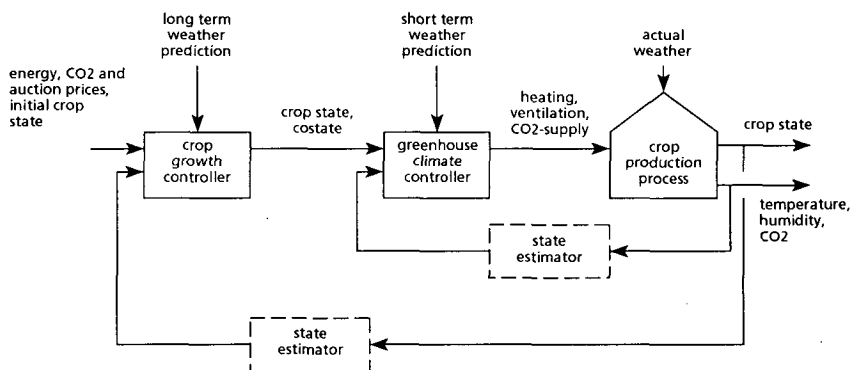 long term
weather
prediction
short term
weather
prediction
actual
weather
energy, CO2 and
auction prices,
initial crop
state
crop state,
costate
heating,
ventilation,
CO2-supply
crop state
crop
growth
controller
greenhouse
climate
controller
crop
production
process
temperature,
humidity,
CO2
state
estimator
state
estimator